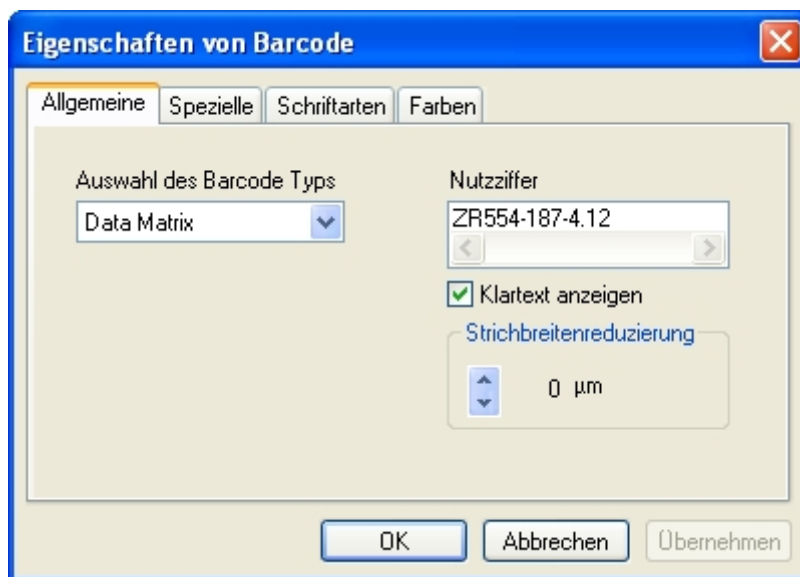 Eigenschaften von Barcode
Allgemeine Spezielle Schriftarten Farben
Auswahl des Barcode Typs
Data Matrix
Nutzziffer
ZR554-187-4.12
Klartext anzeigen
Strichbreitenreduzierung
0 µm
OK Abbrechen Übernehmen